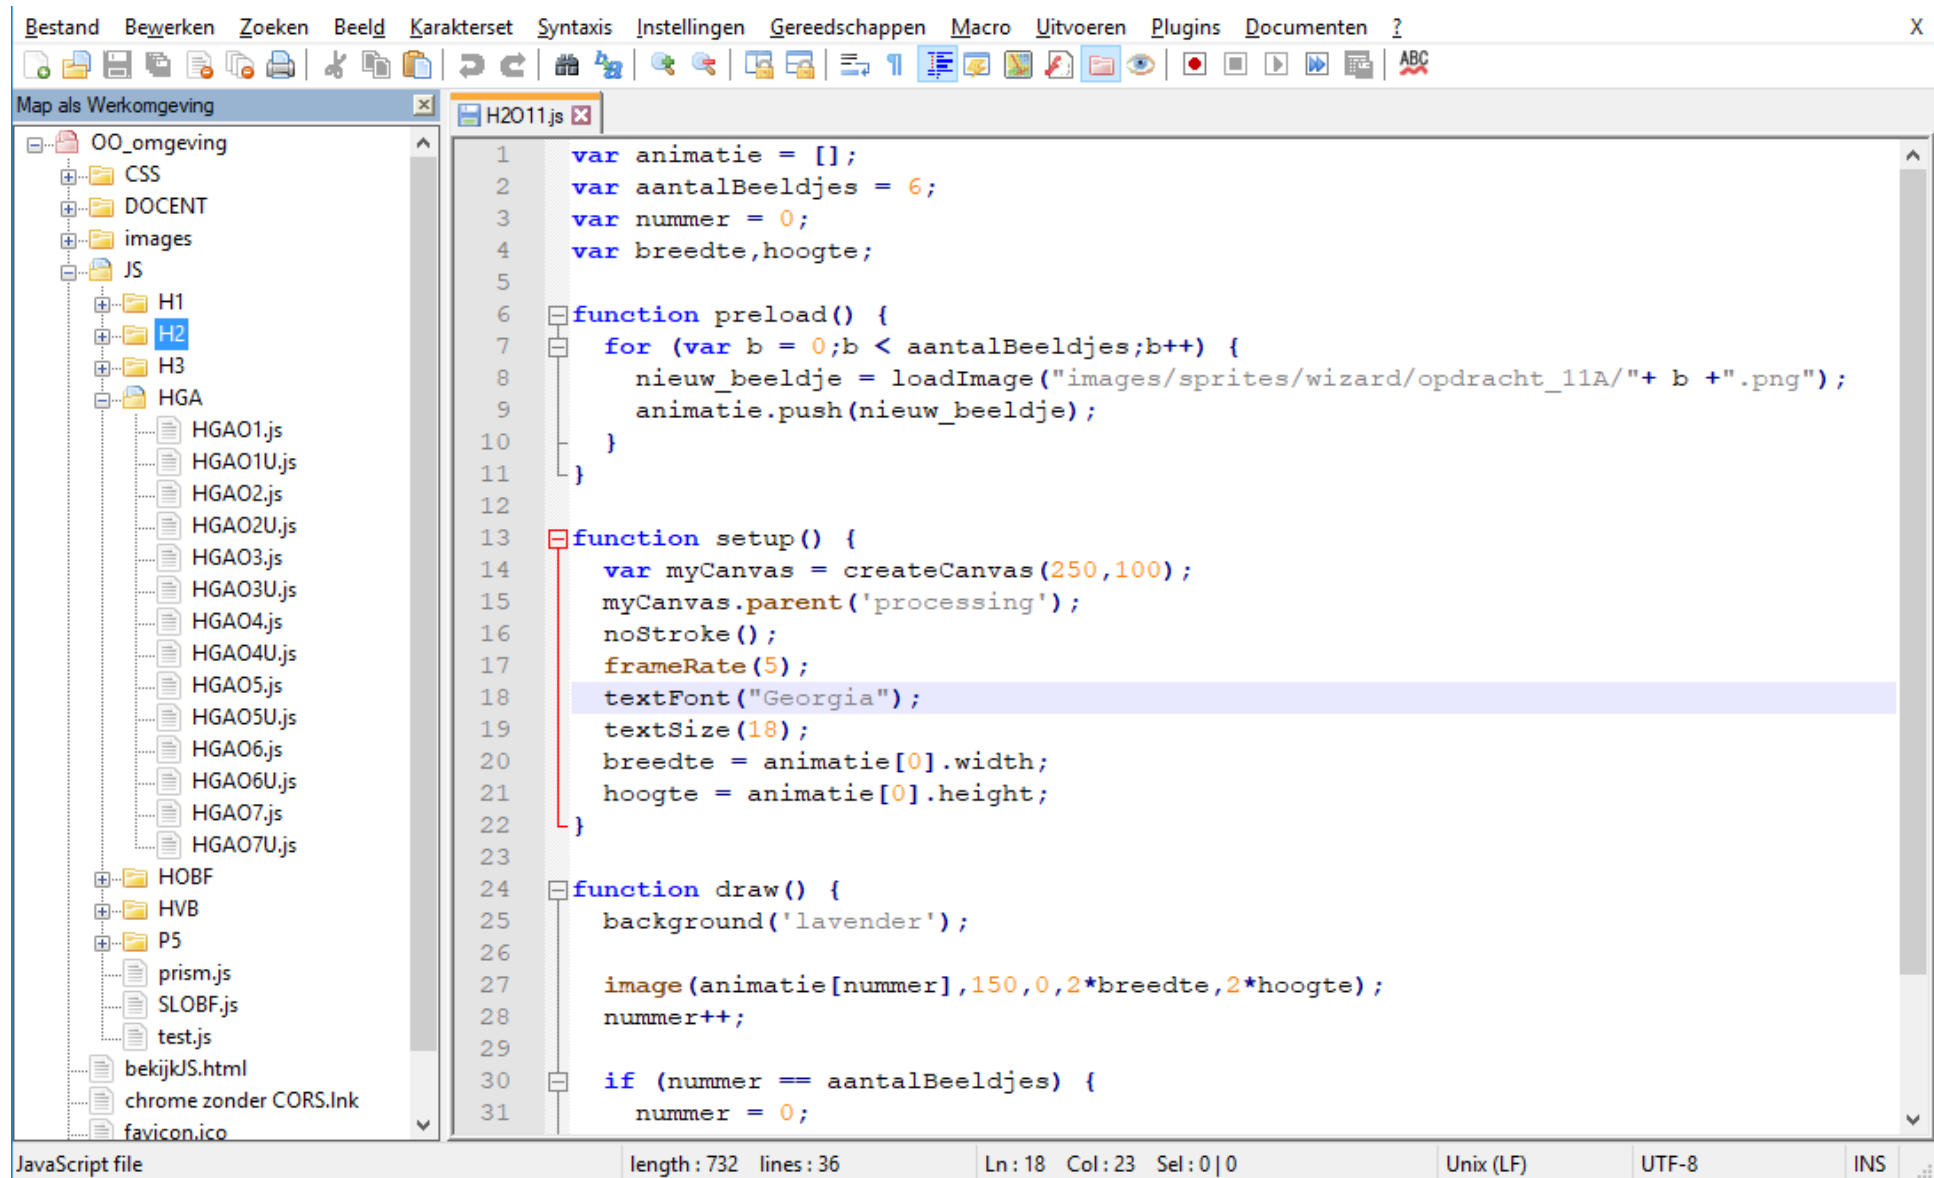 Bestand Bewerken Zoeken Beeld Karakterset Syntaxis Instellingen Gereedschappen Macro Uitvoeren Plugins Documenten ? X
ABC
Map als Werkomgeving
OO_omgeving
CSS
DOCENT
images
JS
H1
H2
H3
HGA
HGAO1.js
HGAO1U.js
HGAO2.js
HGAO2U.js
HGAO3.js
HGAO3U.js
HGAO4.js
HGAO4U.js
HGAO5.js
HGAO5U.js
HGAO6.js
HGAO6U.js
HGAO7.js
HGAO7U.js
HOBF
HVB
P5
prism.js
SLOBF.js
test.js
bekijkJS.html
chrome zonder CORS.lnk
favicon.ico
H2O11.js
1 var animatie = [];
2 var aantalBeeldjes = 6;
3 var nummer = 0;
4 var breedte,hoogte;
5
6 function preload() {
7 for (var b = 0;b < aantalBeeldjes;b++) {
8 nieuw_beeldje = loadImage("images/sprites/wizard/opdracht_11A/"+ b +".png");
9 animatie.push(nieuw_beeldje);
10 }
11 }
12
13 function setup() {
14 var myCanvas = createCanvas(250,100);
15 myCanvas.parent('processing');
16 noStroke();
17 frameRate(5);
18 textFont("Georgia");
19 textSize(18);
20 breedte = animatie[0].width;
21 hoogte = animatie[0].height;
22 }
23
24 function draw() {
25 background('lavender');
26
27 image(animatie[nummer],150,0,2*breedte,2*hoogte);
28 nummer++;
29
30 if (nummer == aantalBeeldjes) {
31 nummer = 0;
JavaScript file length : 732 lines : 36 Ln : 18 Col : 23 Sel : 0 | 0 Unix (LF) UTF-8 INS